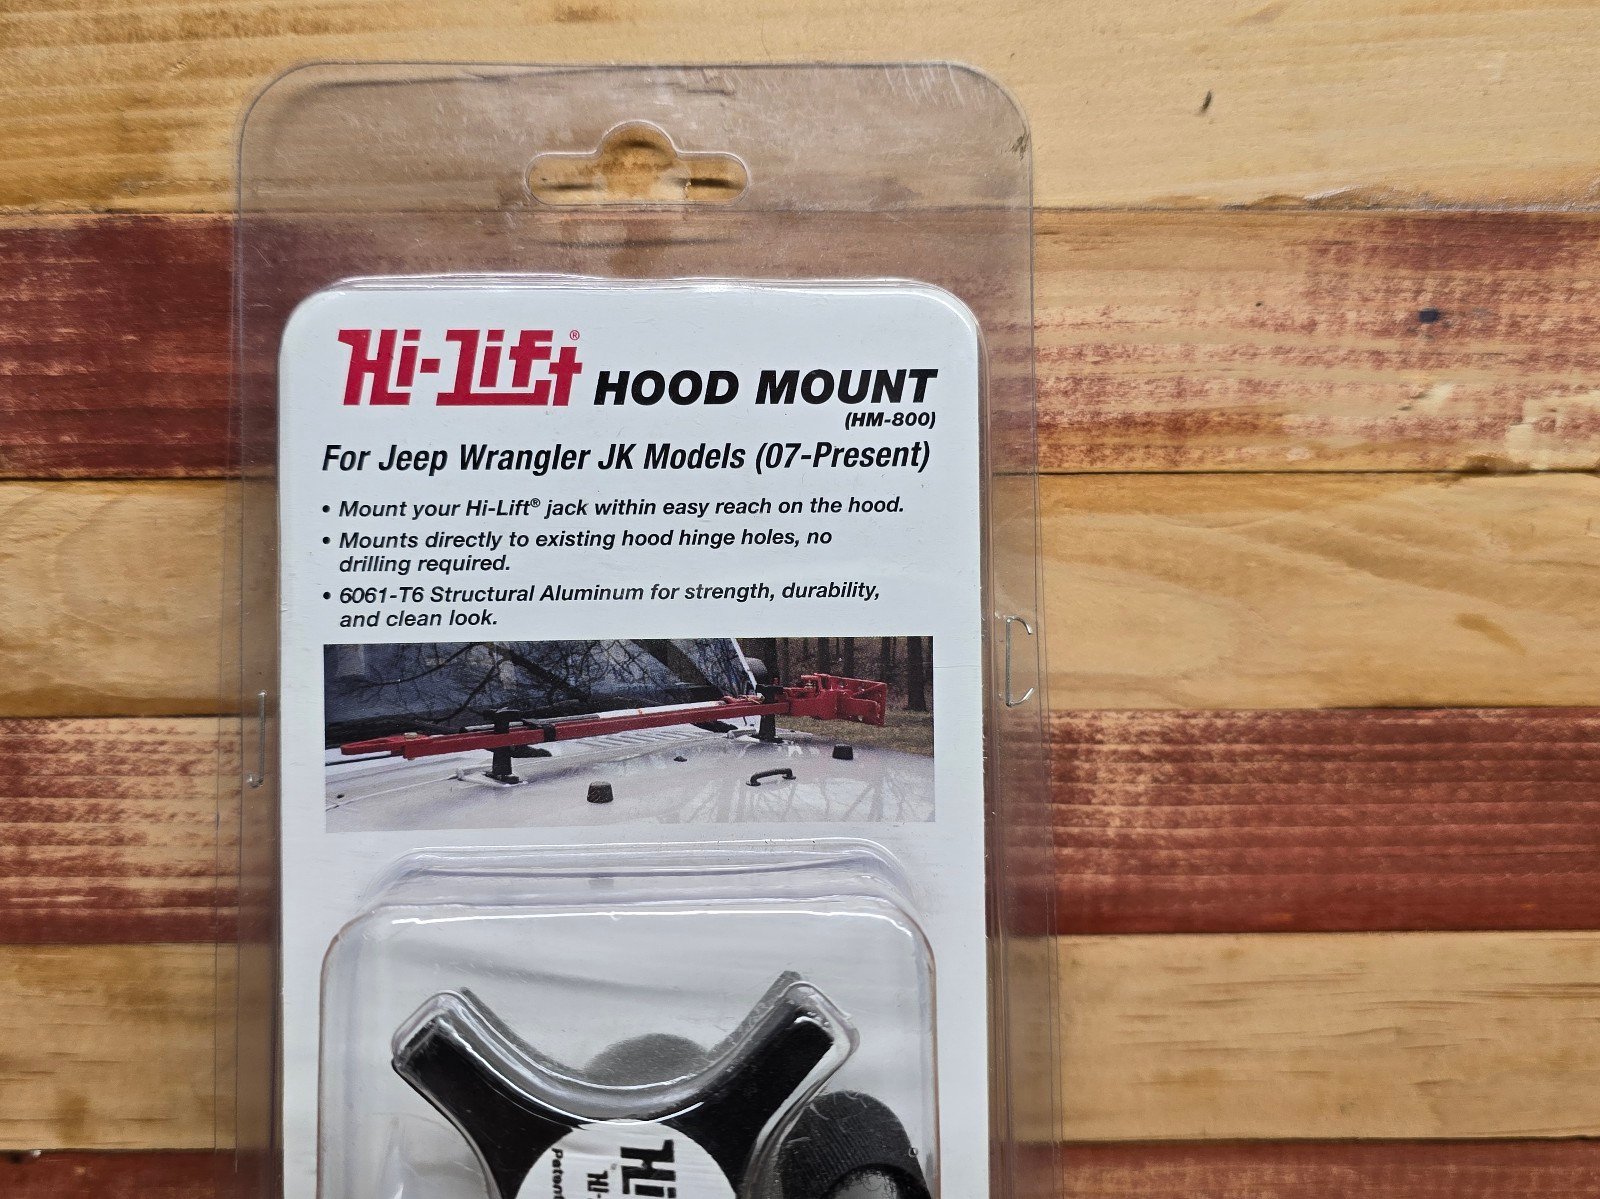 Hi-Lift® HOOD MOUNT
(HM-800)
For Jeep Wrangler JK Models (07-Present)
• Mount your Hi-Lift® jack within easy reach on the hood.
• Mounts directly to existing hood hinge holes, no
drilling required.
• 6061-T6 Structural Aluminum for strength, durability,
and clean look.
Hi